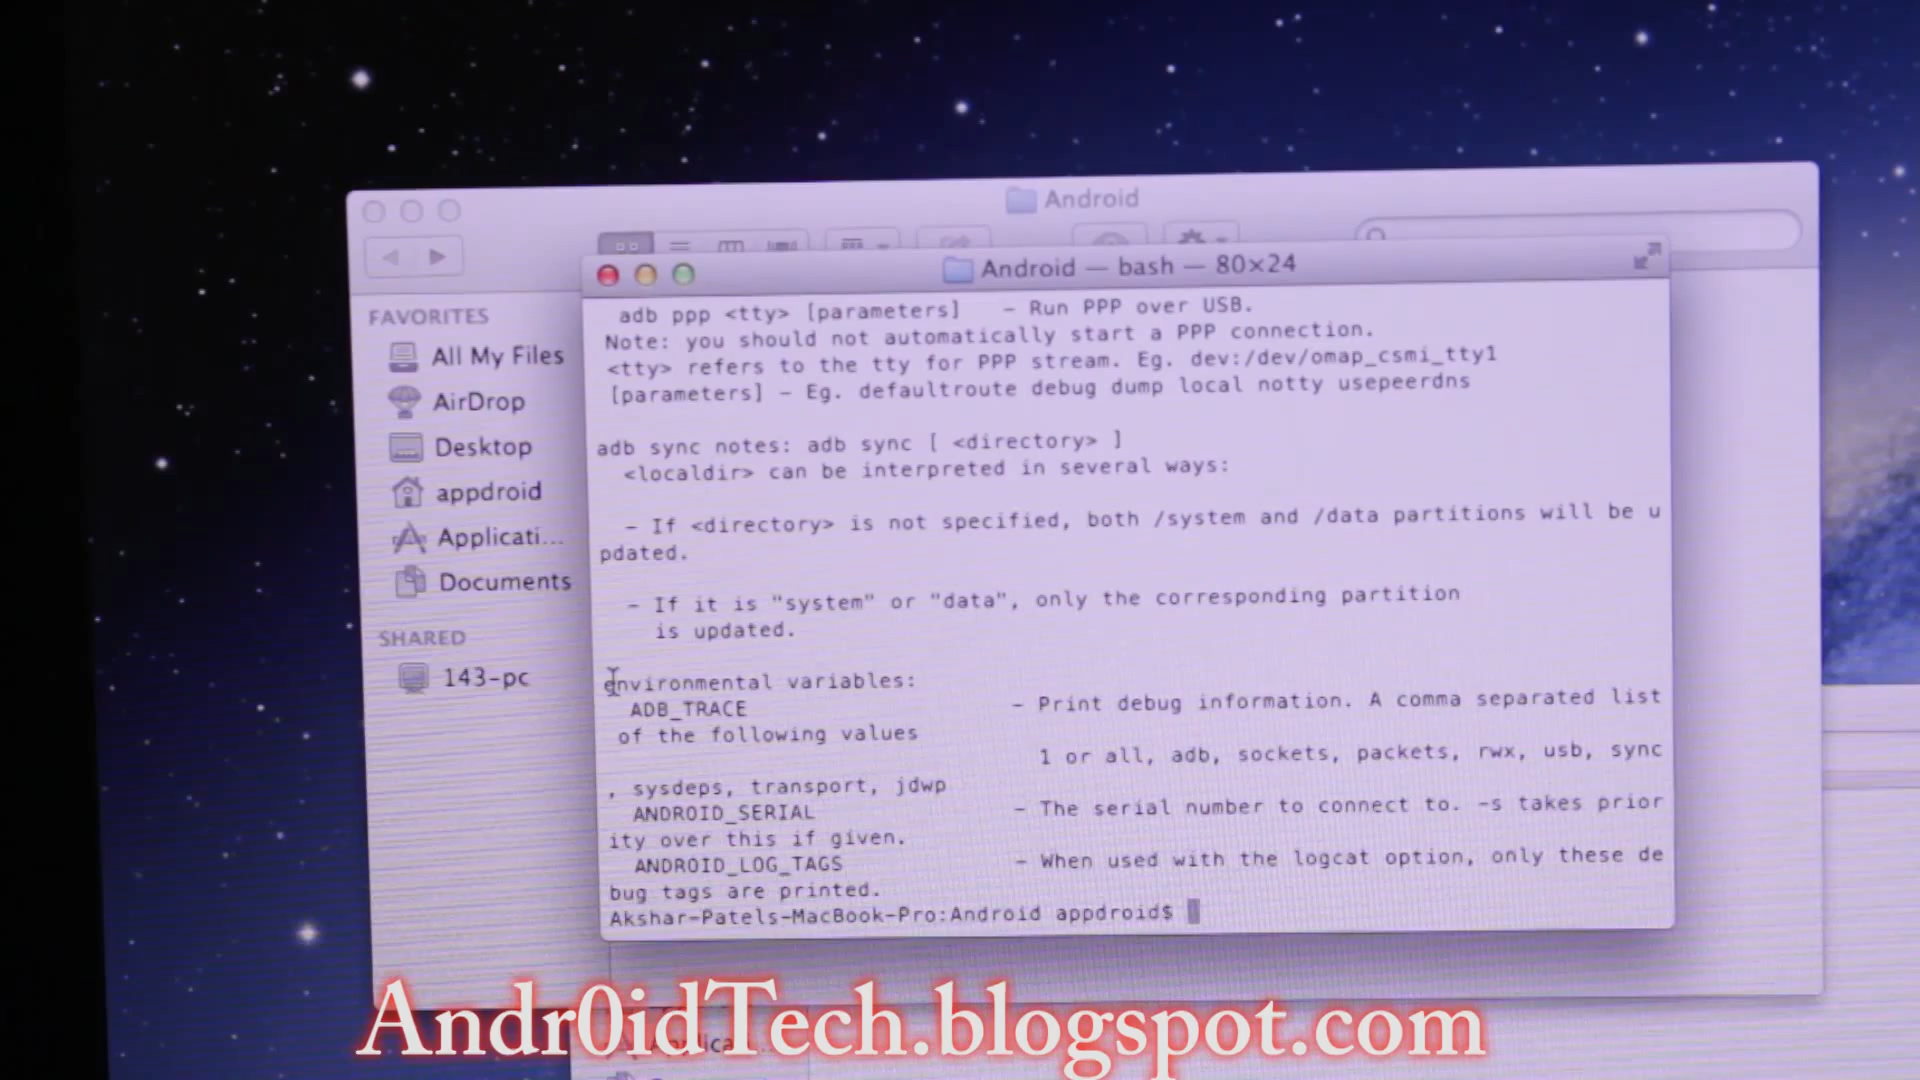 Android
Android — bash — 80×24
FAVORITES
All My Files
AirDrop
Desktop
appdroid
Applicati...
Documents
SHARED
143-pc
adb ppp <tty> [parameters]   - Run PPP over USB.
Note: you should not automatically start a PPP connection.
<tty> refers to the tty for PPP stream. Eg. dev:/dev/omap_csmi_tty1
[parameters] - Eg. defaultroute debug dump local notty usepeerdns
adb sync notes: adb sync [ <directory> ]
<localdir> can be interpreted in several ways:
- If <directory> is not specified, both /system and /data partitions will be u
pdated.
- If it is "system" or "data", only the corresponding partition
is updated.
environmental variables:
ADB_TRACE                    - Print debug information. A comma separated list
of the following values
1 or all, adb, sockets, packets, rwx, usb, sync
, sysdeps, transport, jdwp
ANDROID_SERIAL               - The serial number to connect to. -s takes prior
ity over this if given.
ANDROID_LOG_TAGS             - When used with the logcat option, only these de
bug tags are printed.
Akshar-Patels-MacBook-Pro:Android appdroid$
Andr0idTech.blogspot.com